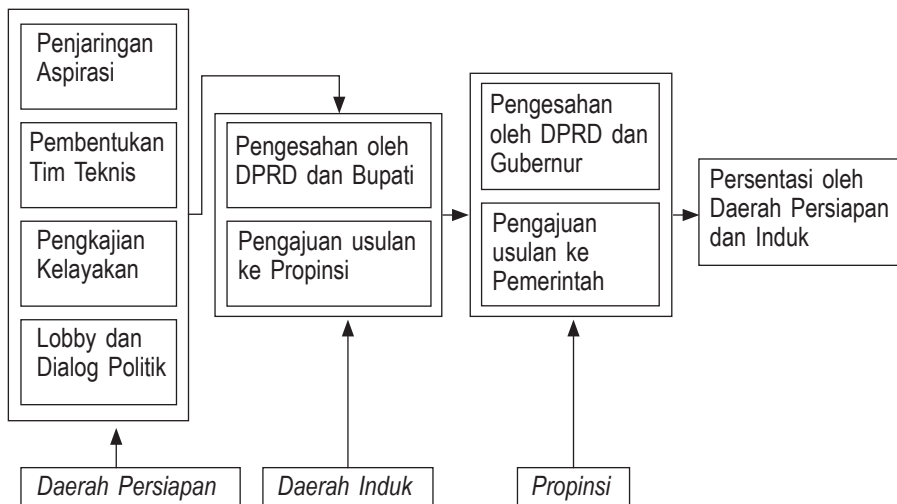 Penjaringan
Aspirasi
Pembentukan
Tim Teknis
Pengkajian
Kelayakan
Lobby dan
Dialog Politik
Pengesahan oleh
DPRD dan Bupati
Pengajuan usulan
ke Propinsi
Pengesahan
oleh DPRD dan
Gubernur
Pengajuan
usulan ke
Pemerintah
Persentasi oleh
Daerah Persiapan
dan Induk
Daerah Persiapan
Daerah Induk
Propinsi